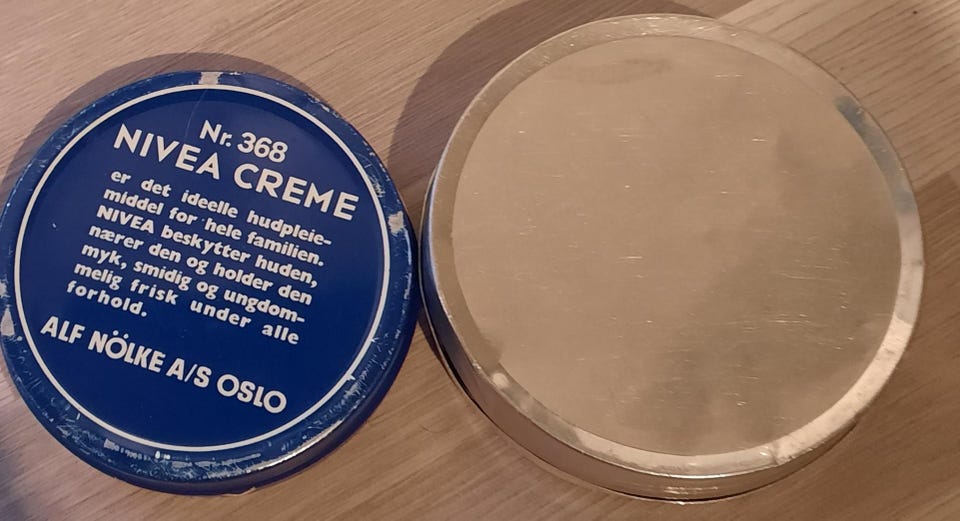 Nr. 368
NIVEA CREME
er det ideelle hudpleie-
middel for hele familien.
NIVEA beskytter huden,
nærer den og holder den
myk, smidig og ungdom-
melig frisk under alle
forhold.
ALF NÖLKE A/S OSLO